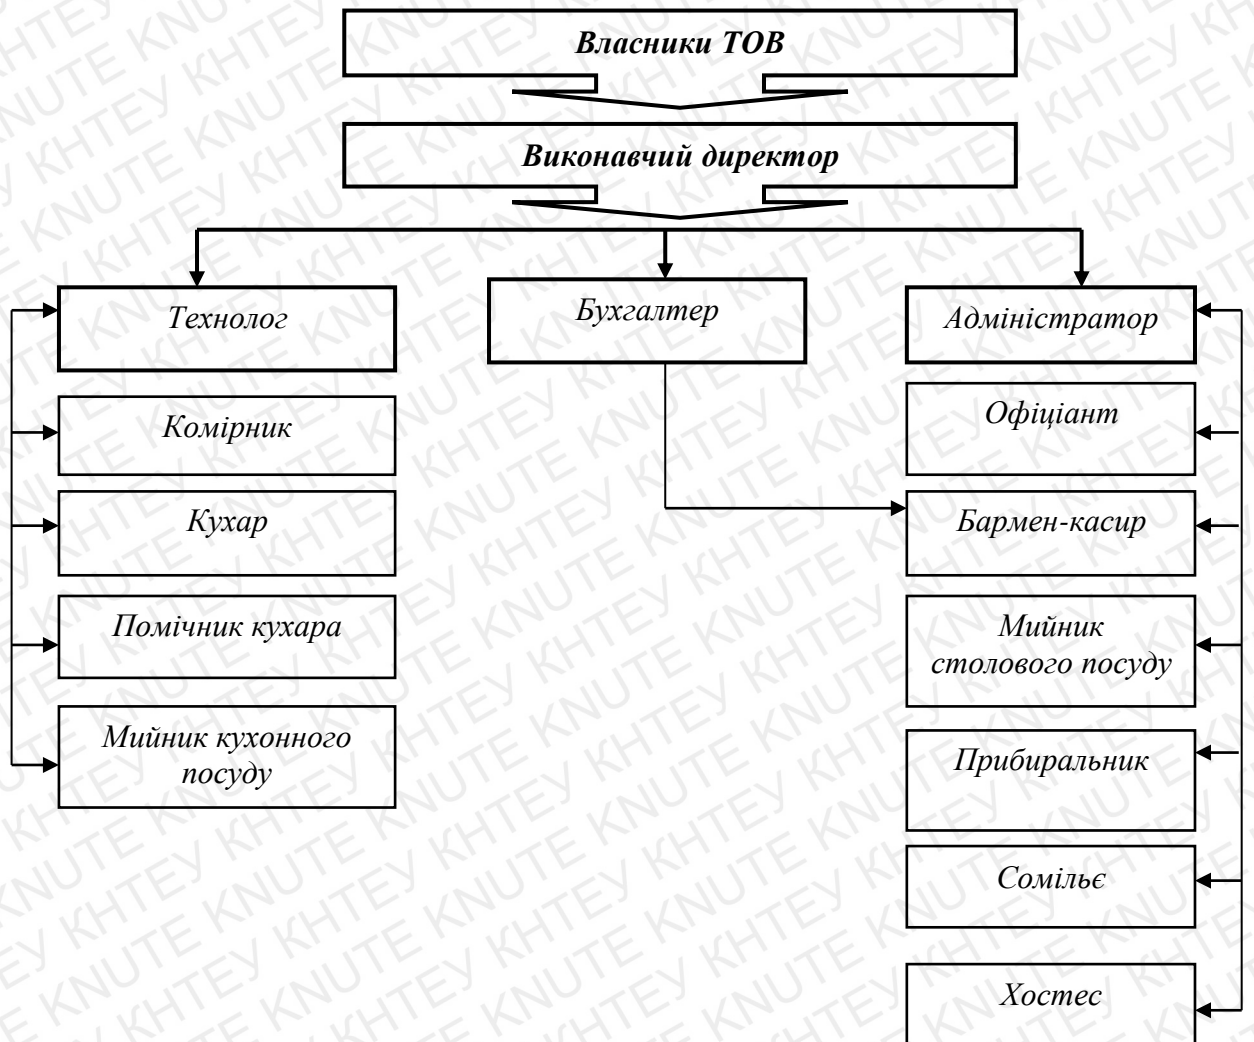 Власники ТОВ
Виконавчий директор
Технолог
Бухгалтер
Адміністратор
Комірник
Кухар
Помічник кухара
Мийник кухонного
посуду
Офіціант
Бармен-касир
Мийник
столового посуду
Прибиральник
Сомільє
Хостес